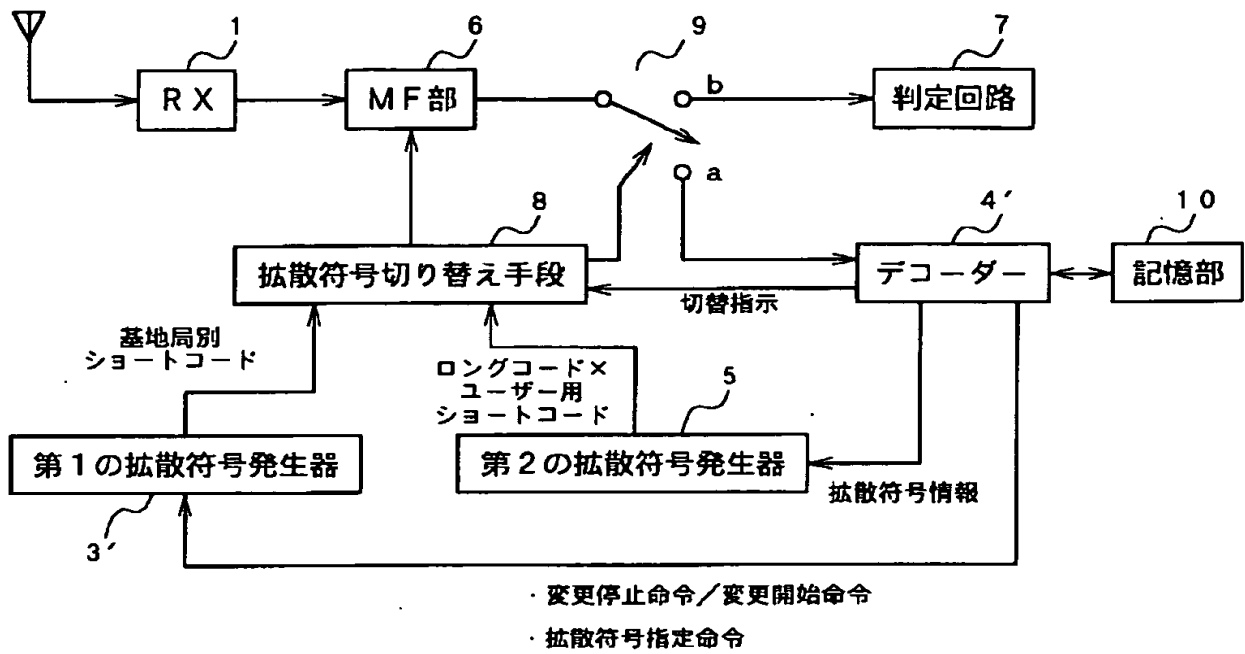 1
6
9
7
RX
MF部
b
判定回路
a
8
4′
10
拡散符号切り替え手段
デコーダー
記憶部
切替指示
基地局別
ショートコード
ロングコード×
ユーザー用
ショートコード
5
第1の拡散符号発生器
第2の拡散符号発生器
拡散符号情報
3′
・変更停止命令／変更開始命令
・拡散符号指定命令